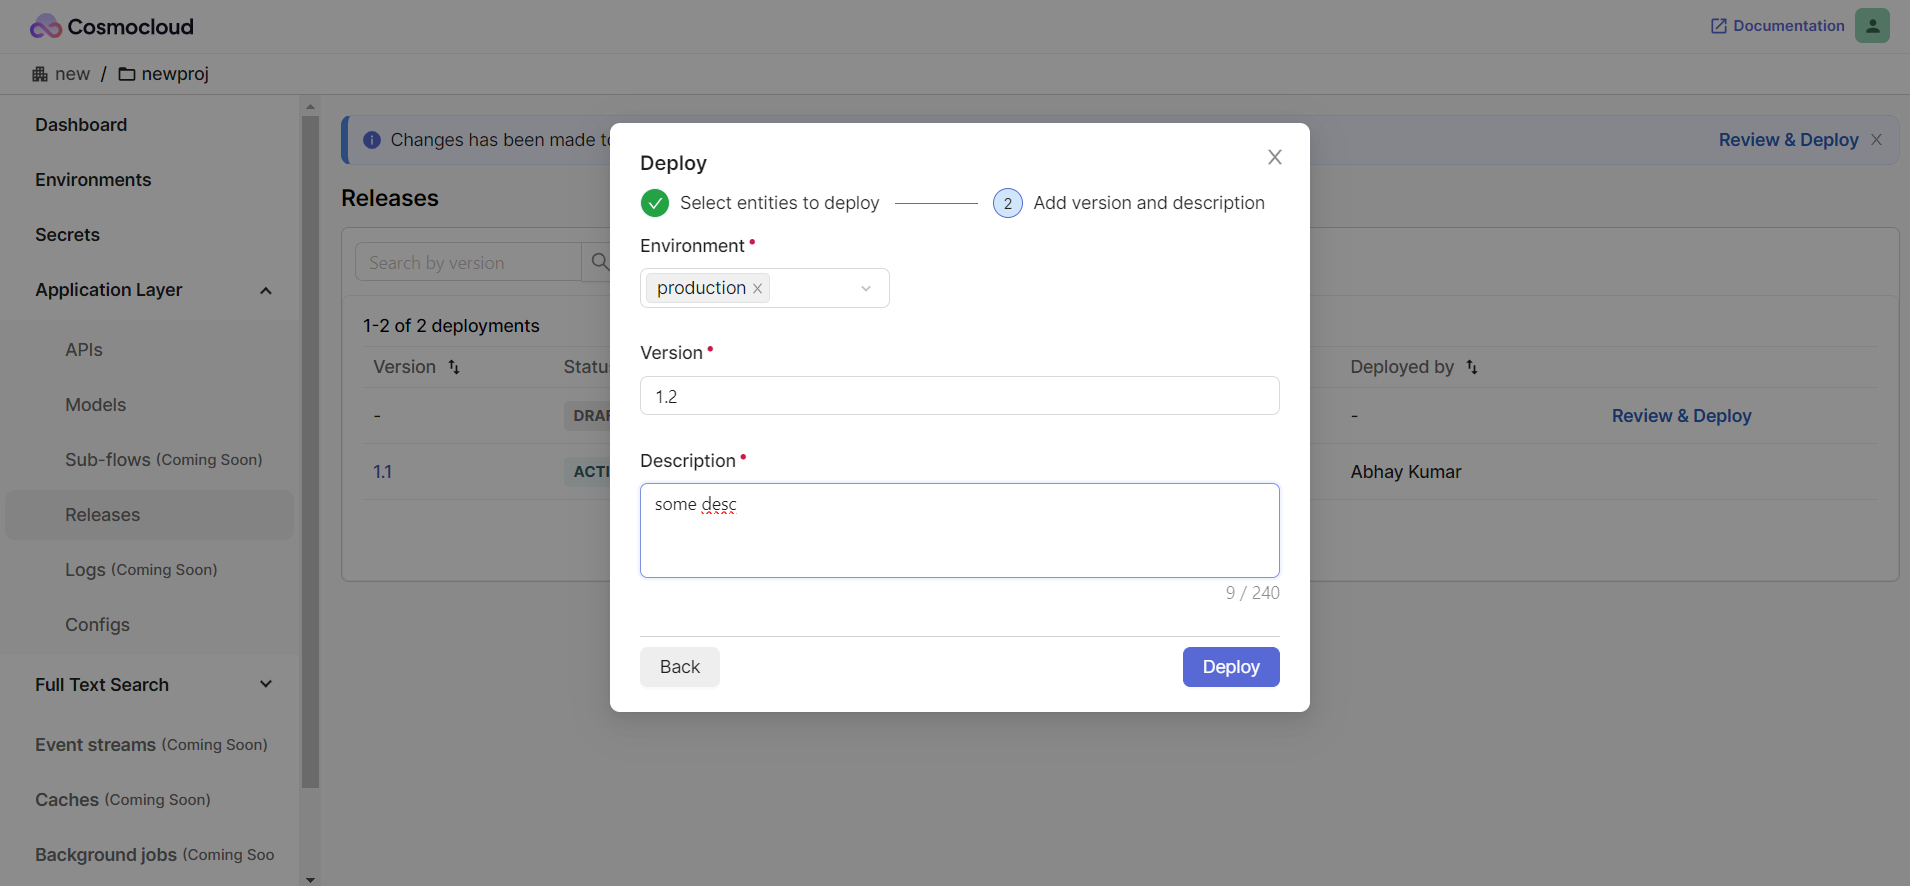 Cosmocloud
Documentation
new / newproj
Dashboard
Environments
Secrets
Application Layer
APIs
Models
Sub-flows (Coming Soon)
Releases
Logs (Coming Soon)
Configs
Full Text Search
Event streams (Coming Soon)
Caches (Coming Soon)
Background jobs (Coming Soo
Changes has been made to
Review & Deploy
Releases
Search by version
1-2 of 2 deployments
Version
Statu
Deployed by
-
DRAF
-
Review & Deploy
1.1
ACTI
Abhay Kumar
Deploy
Select entities to deploy
2 Add version and description
Environment •
production
Version •
1.2
Description •
some desc
9 / 240
Back
Deploy